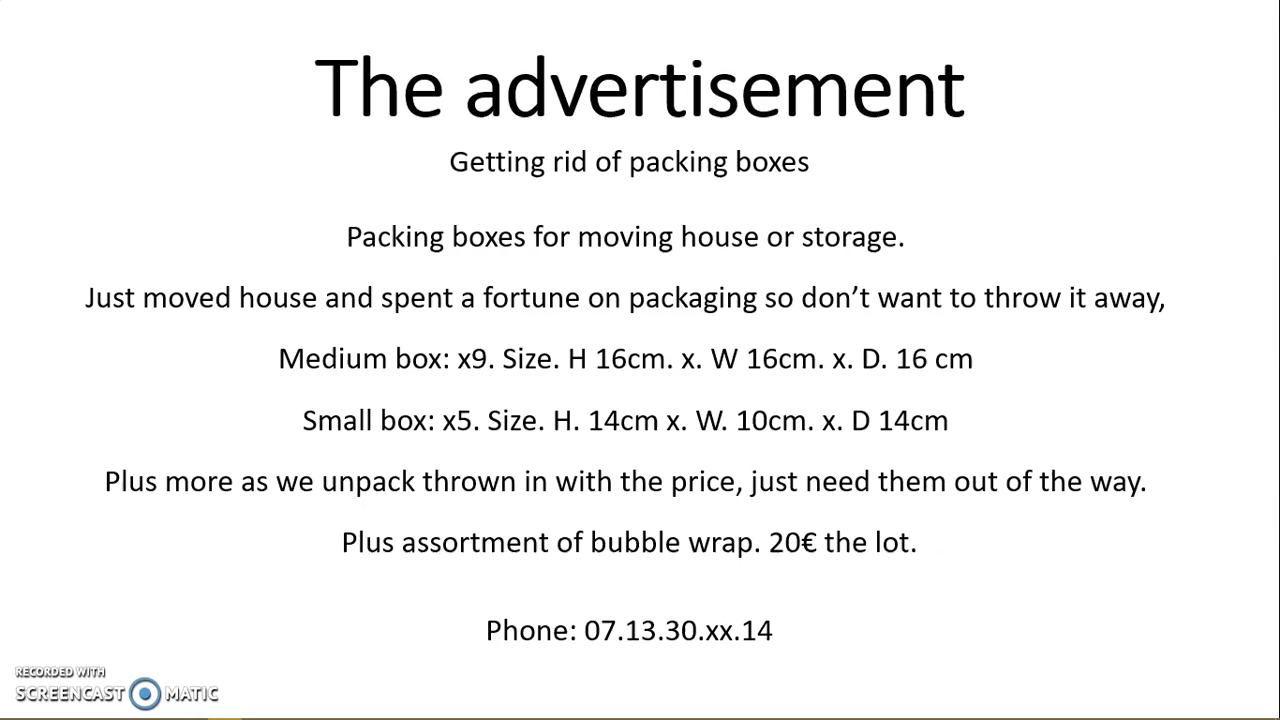 The advertisement
Getting rid of packing boxes
Packing boxes for moving house or storage.
Just moved house and spent a fortune on packaging so don’t want to throw it away,
Medium box: x9. Size. H 16cm. x. W 16cm. x. D. 16 cm
Small box: x5. Size. H. 14cm x. W. 10cm. x. D 14cm
Plus more as we unpack thrown in with the price, just need them out of the way.
Plus assortment of bubble wrap. 20€ the lot.
Phone: 07.13.30.xx.14
RECORDED WITH
SCREENCAST MATIC